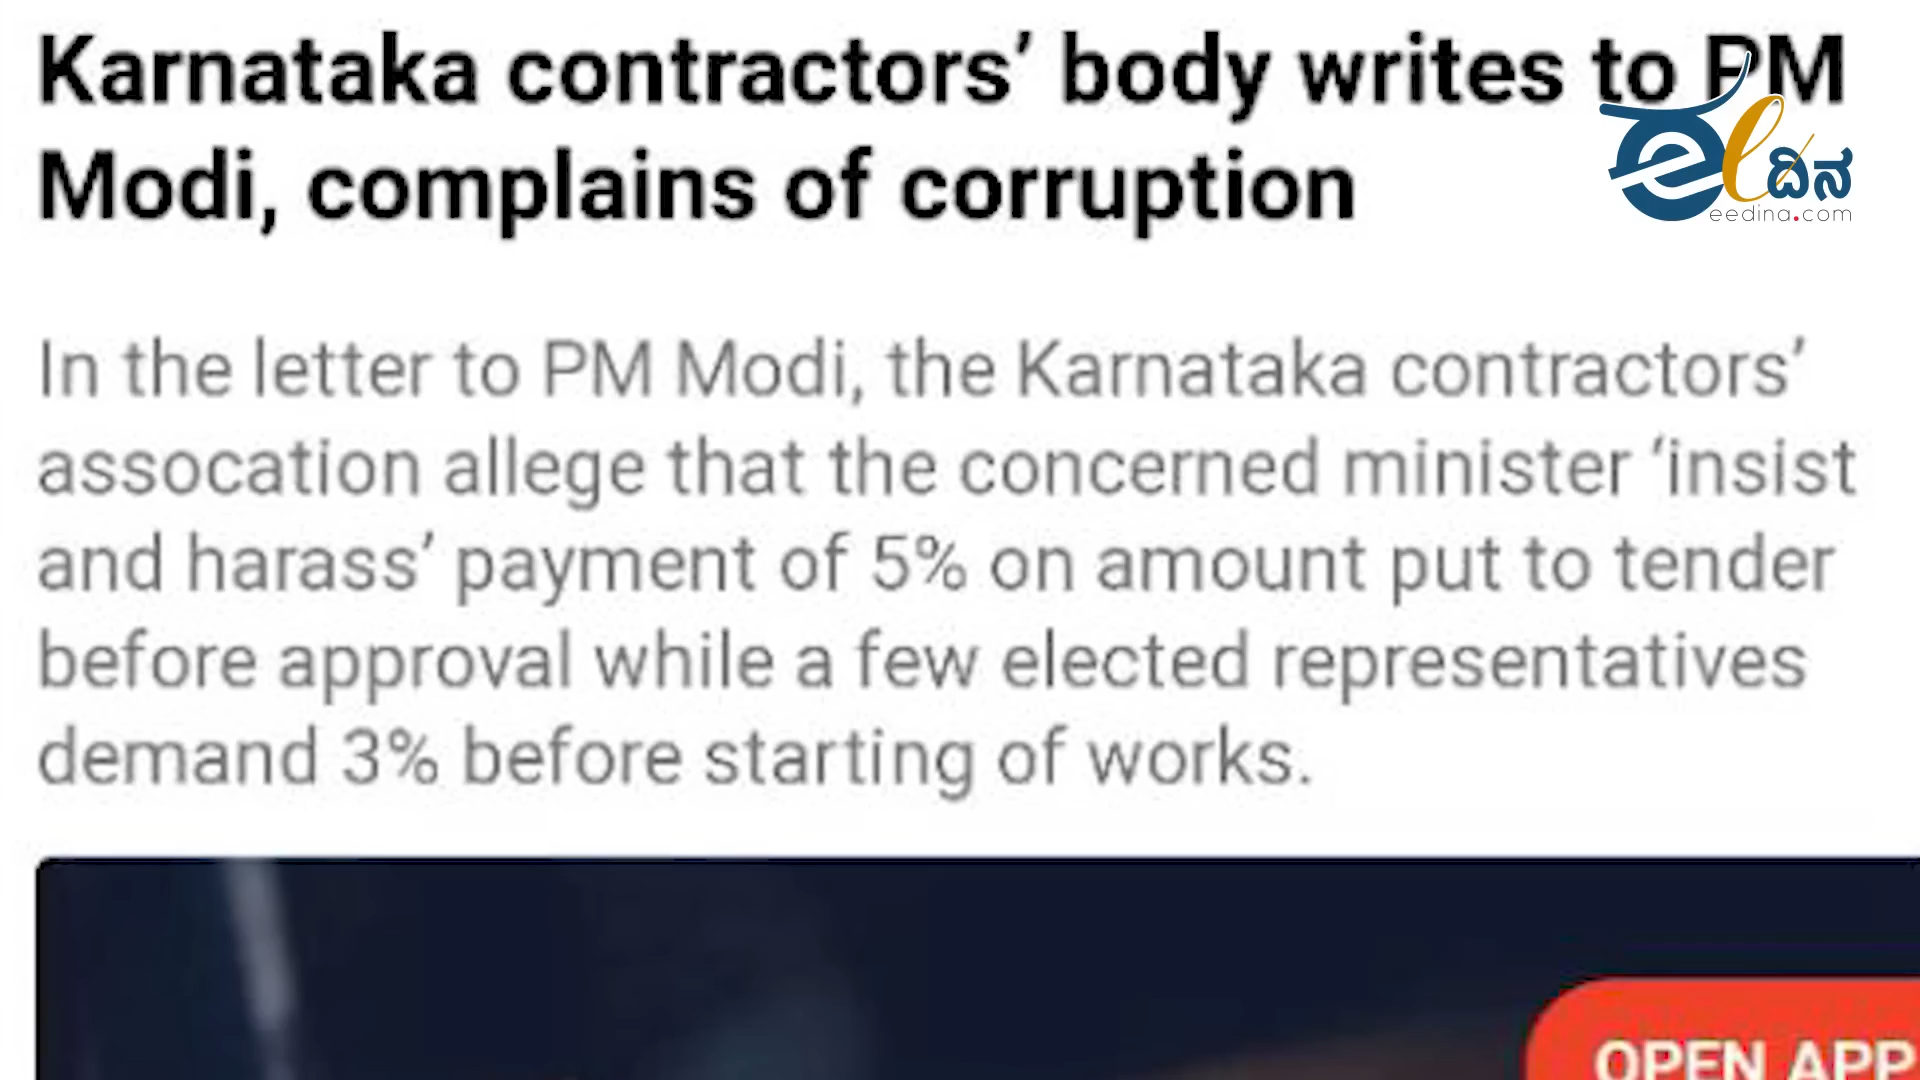 Karnataka contractors’ body writes to PM
Modi, complains of corruption
ಈ ದಿನ
eedina.com
In the letter to PM Modi, the Karnataka contractors’
assocation allege that the concerned minister ‘insist
and harass’ payment of 5% on amount put to tender
before approval while a few elected representatives
demand 3% before starting of works.
OPEN APP